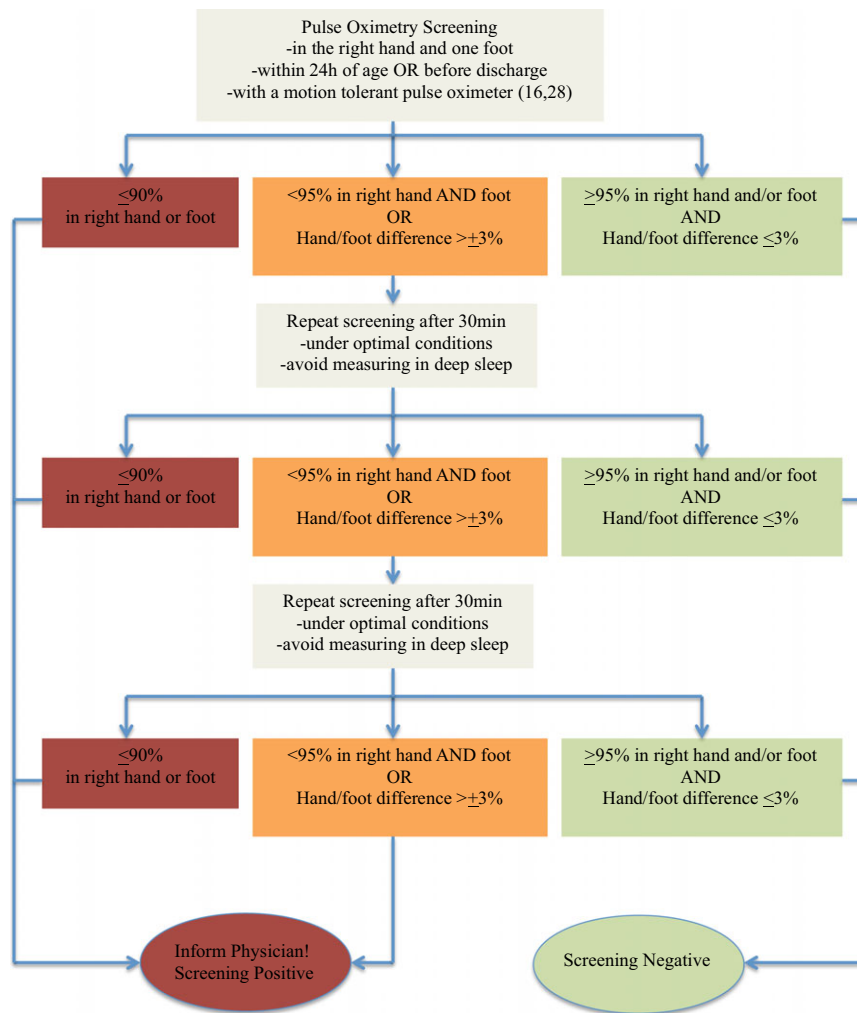 Pulse Oximetry Screening
-in the right hand and one foot
-within 24h of age OR before discharge
-with a motion tolerant pulse oximeter (16,28)
≤90%
in right hand or foot
<95% in right hand AND foot
OR
Hand/foot difference >±3%
≥95% in right hand and/or foot
AND
Hand/foot difference ≤3%
Repeat screening after 30min
-under optimal conditions
-avoid measuring in deep sleep
≤90%
in right hand or foot
<95% in right hand AND foot
OR
Hand/foot difference >±3%
≥95% in right hand and/or foot
AND
Hand/foot difference ≤3%
Repeat screening after 30min
-under optimal conditions
-avoid measuring in deep sleep
≤90%
in right hand or foot
<95% in right hand AND foot
OR
Hand/foot difference >±3%
≥95% in right hand and/or foot
AND
Hand/foot difference ≤3%
Inform Physician!
Screening Positive
Screening Negative